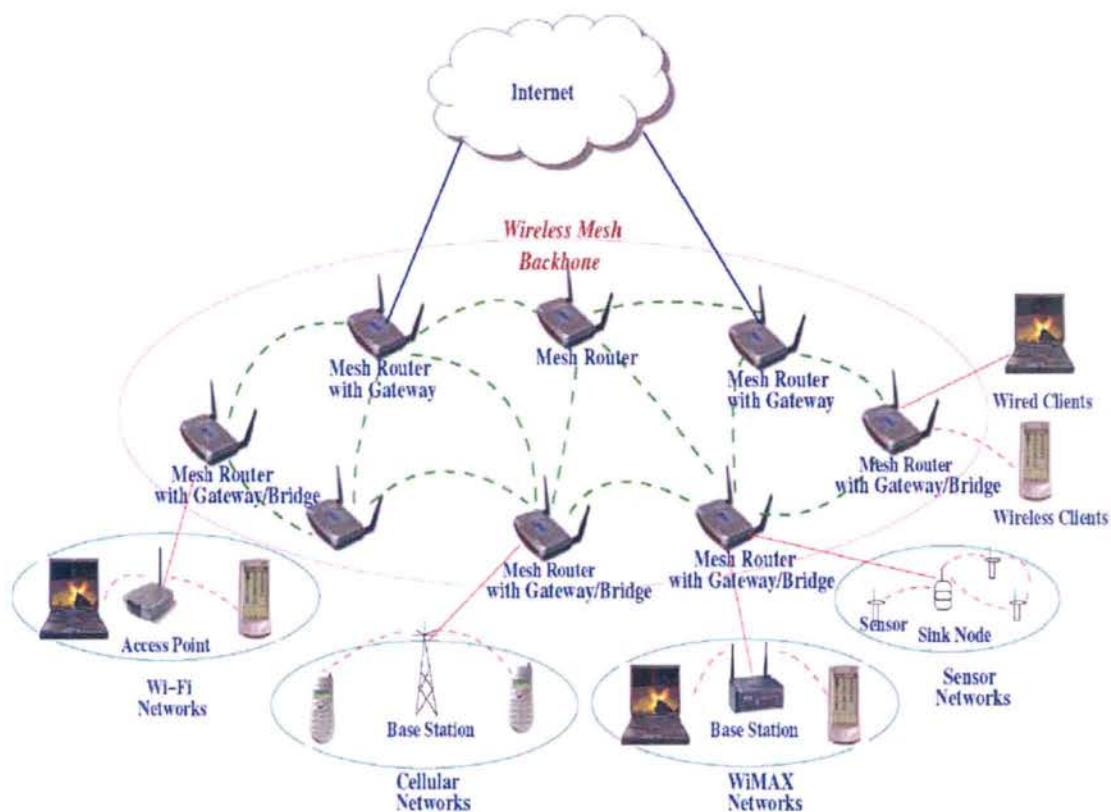 Internet
Wireless Mesh
Backbone
Mesh Router
with Gateway
Mesh Router
Mesh Router
with Gateway
Wired Clients
Mesh Router
with Gateway/Bridge
Mesh Router
with Gateway/Bridge
Wireless Clients
Mesh Router
with Gateway/Bridge
Mesh Router
with Gateway/Bridge
Access Point
Wi-Fi
Networks
Base Station
Cellular
Networks
Base Station
WiMAX
Networks
Sensor
Sink Node
Sensor
Networks